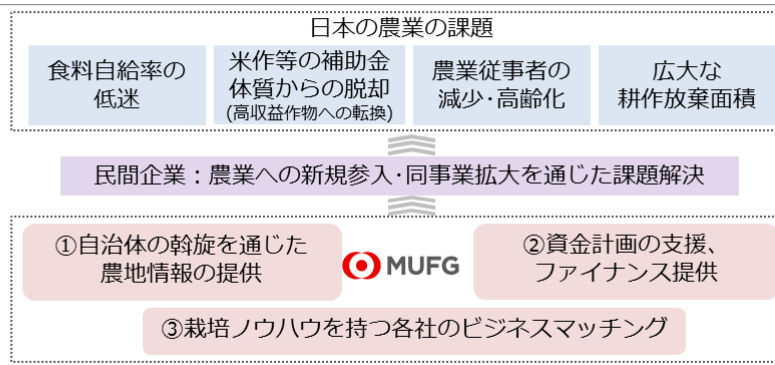 日本の農業の課題
食料自給率の
低迷
米作等の補助金
体質からの脱却
(高収益作物への転換)
農業従事者の
減少・高齢化
広大な
耕作放棄面積
民間企業：農業への新規参入・同事業拡大を通じた課題解決
①自治体の斡旋を通じた
農地情報の提供
MUFG
②資金計画の支援、
ファイナンス提供
③栽培ノウハウを持つ各社のビジネスマッチング